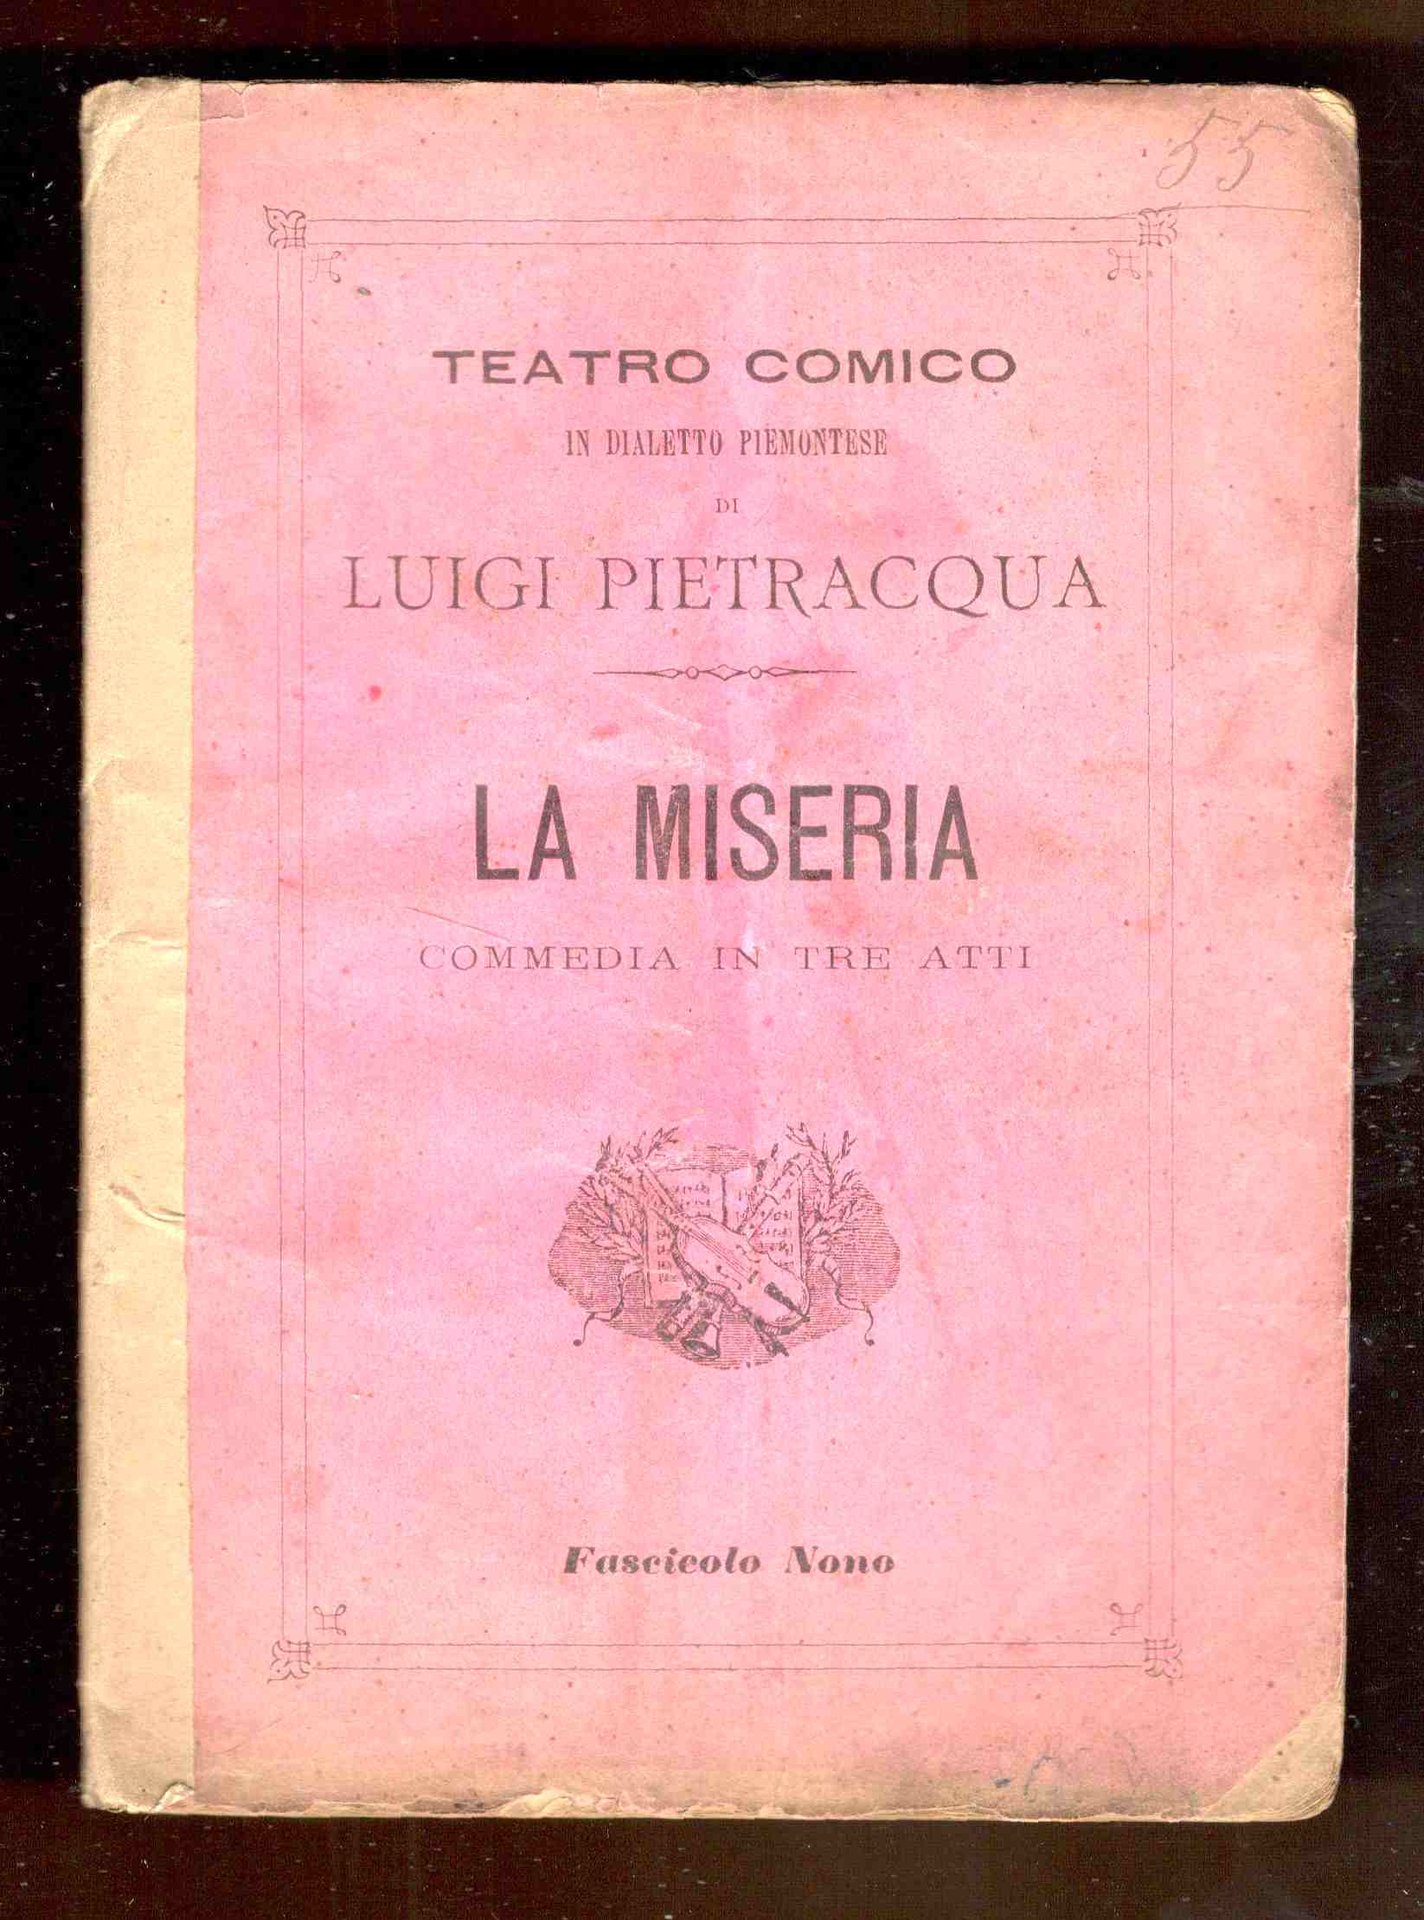 55
TEATRO COMICO
IN DIALETTO PIEMONTESE
DI
LUIGI PIETRACQUA
LA MISERIA
COMMEDIA IN TRE ATTI
Fascicolo Nono